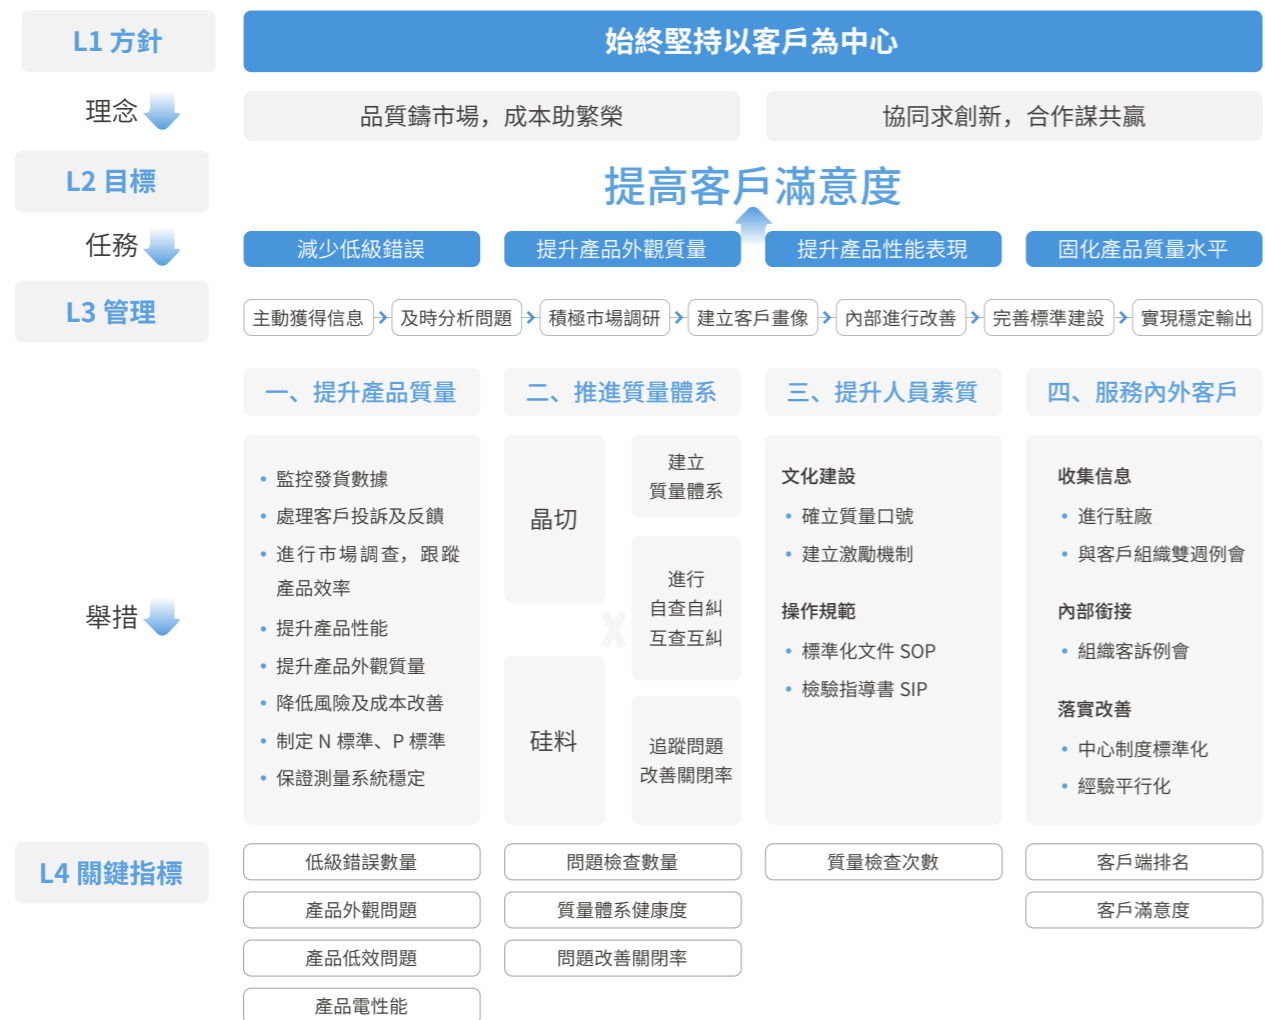 L1 方針
始終堅持以客戶為中心
理念
品質鑄市場，成本助繁榮
協同求創新，合作謀共贏
L2 目標
提高客戶滿意度
任務
減少低級錯誤
提升產品外觀質量
提升產品性能表現
固化產品質量水平
L3 管理
主動獲得信息
及時分析問題
積極市場調研
建立客戶畫像
內部進行改善
完善標準建設
實現穩定輸出
舉措
一、提升產品質量
• 監控發貨數據
• 處理客戶投訴及反饋
• 進行市場調查，跟蹤
產品效率
• 提升產品性能
• 提升產品外觀質量
• 降低風險及成本改善
• 制定 N 標準、P 標準
• 保證測量系統穩定
二、推進質量體系
晶切
硅料
x
建立
質量體系
進行
自查自糾
互查互糾
追蹤問題
改善關閉率
三、提升人員素質
文化建設
• 確立質量口號
• 建立激勵機制
操作規範
• 標準化文件 SOP
• 檢驗指導書 SIP
四、服務內外客戶
收集信息
• 進行駐廠
• 與客戶組織雙週例會
內部銜接
• 組織客訴例會
落實改善
• 中心制度標準化
• 經驗平行化
L4 關鍵指標
低級錯誤數量
產品外觀問題
產品低效問題
產品電性能
問題檢查數量
質量體系健康度
問題改善關閉率
質量檢查次數
客戶端排名
客戶滿意度